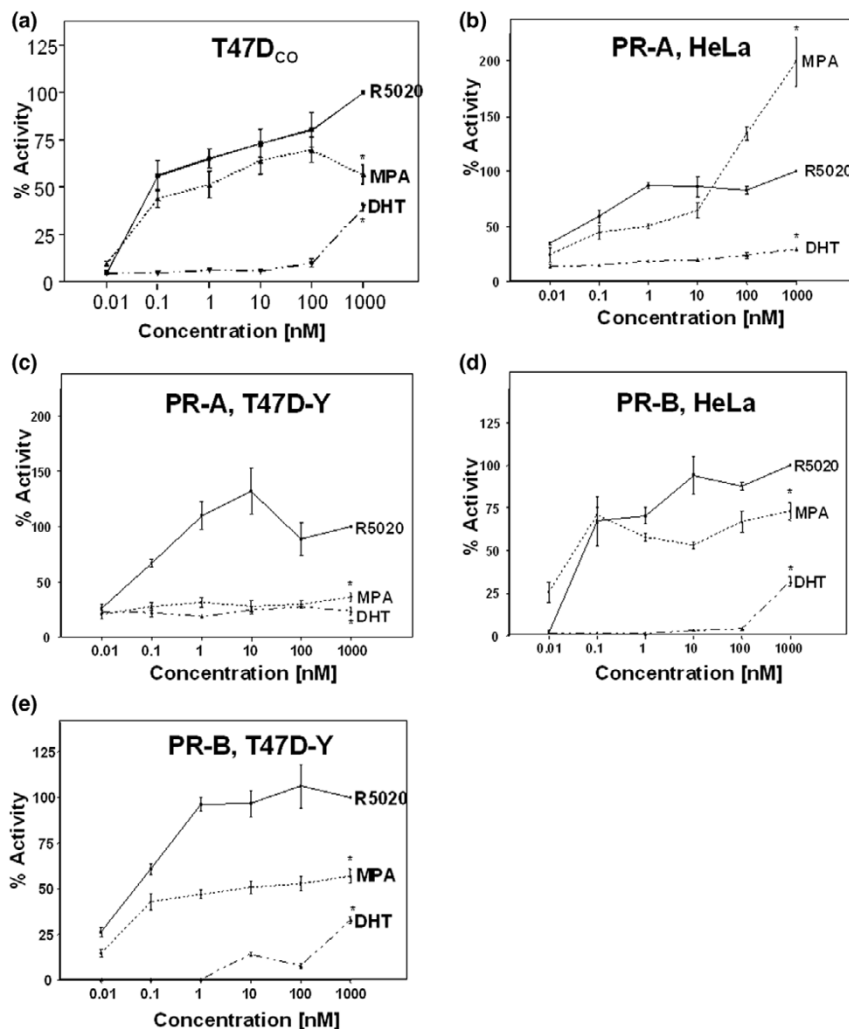 (a)
T47D_CO
125
100
75
50
25
0
% Activity
R5020
*
MPA
DHT
*
0.01 0.1 1 10 100 1000
Concentration [nM]
(b)
PR-A, HeLa
200
150
100
50
0
% Activity
*
MPA
R5020
*
DHT
0.01 0.1 1 10 100 1000
Concentration [nM]
(c)
PR-A, T47D-Y
200
150
100
50
0
% Activity
R5020
*
MPA
DHT
*
0.01 0.1 1 10 100 1000
Concentration [nM]
(d)
PR-B, HeLa
125
100
75
50
25
0
% Activity
R5020
*
MPA
*
DHT
0.01 0.1 1 10 100 1000
Concentration [nM]
(e)
PR-B, T47D-Y
125
100
75
50
25
0
% Activity
R5020
*
MPA
*
DHT
0.01 0.1 1 10 100 1000
Concentration [nM]